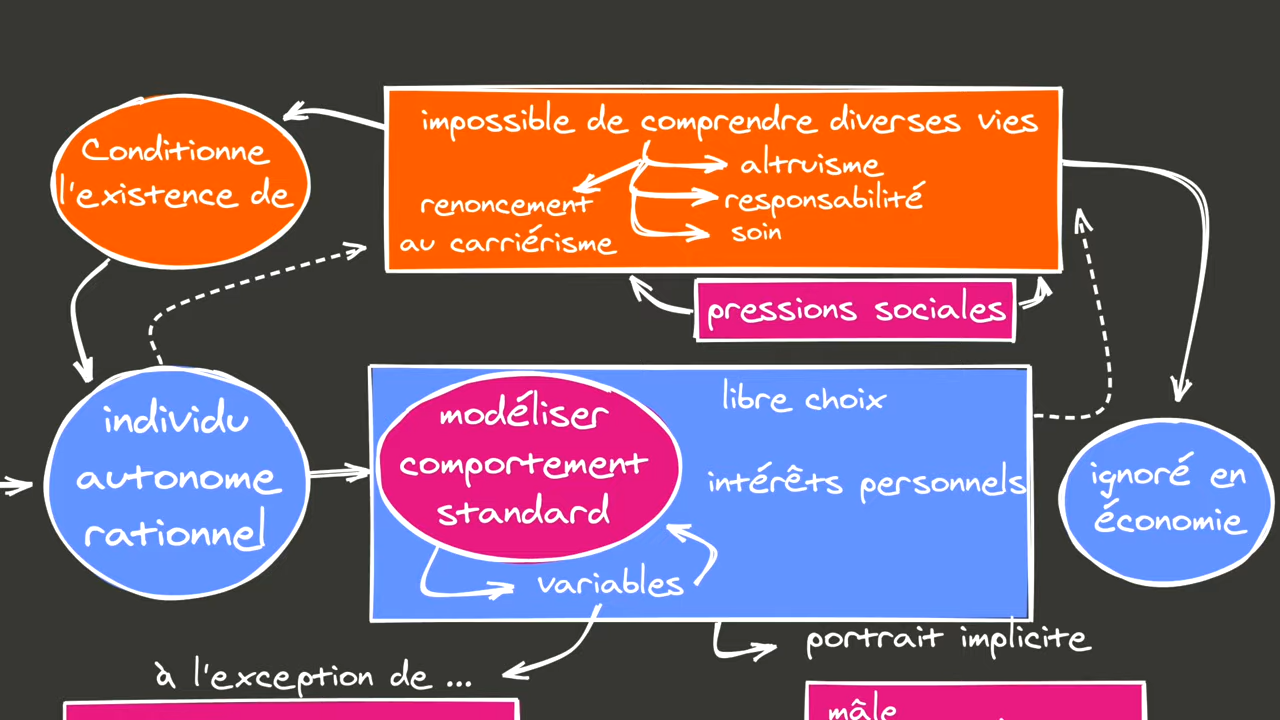 impossible de comprendre diverses vies
Conditionne
l'existence de
altruisme
renoncement
au carriérisme
responsabilité
soin
pressions sociales
individu
autonome
rationnel
modéliser
comportement
standard
libre choix
intérêts personnels
variables
ignoré en
économie
portrait implicite
à l'exception de ...
mâle